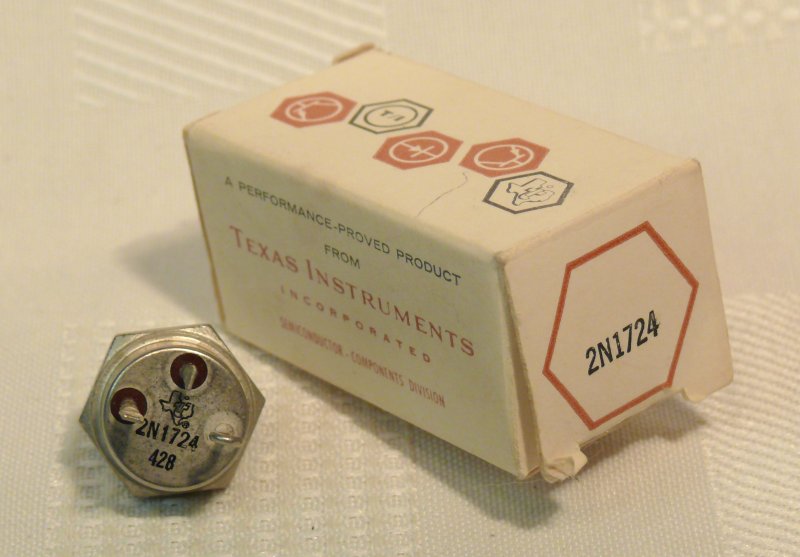 A PERFORMANCE-PROVED PRODUCT
FROM
TEXAS INSTRUMENTS
INCORPORATED
SEMICONDUCTOR-COMPONENTS DIVISION
2N1724
2N1724
428